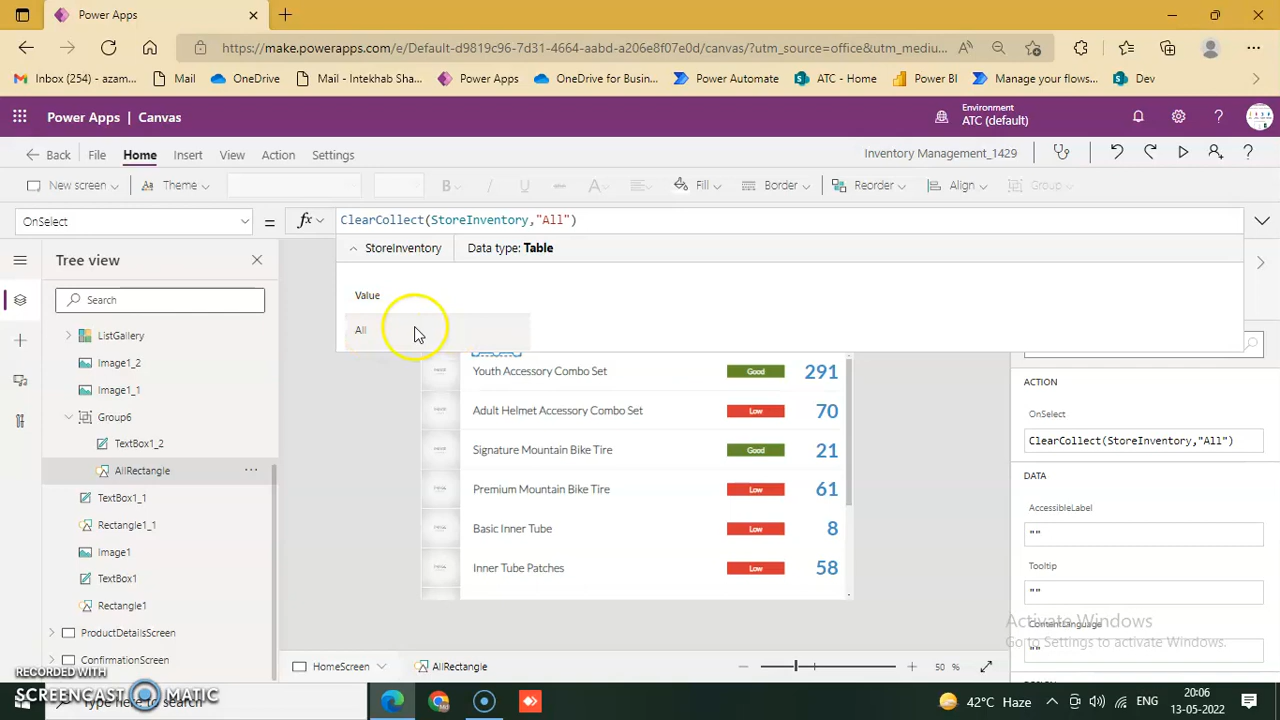 Power Apps
https://make.powerapps.com/e/Default-d9819c96-7d31-4664-aabd-a206e8f07e0d/canvas/?utm_source=office&utm_mediu...
Inbox (254) - azam...
Mail
OneDrive
Mail - Intekhab Sha...
Power Apps
OneDrive for Busin...
Power Automate
ATC - Home
Power BI
Manage your flows...
Dev
Power Apps | Canvas
Environment
ATC (default)
Back
File
Home
Insert
View
Action
Settings
Inventory Management_1429
New screen
Theme
B
Fill
Border
Reorder
Align
Group
OnSelect
=
fx
ClearCollect(StoreInventory,"All")
StoreInventory
Data type: Table
Tree view
Search
Value
All
ListGallery
Image1_2
Image1_1
Group6
TextBox1_2
AllRectangle
TextBox1_1
Rectangle1_1
Image1
TextBox1
Rectangle1
ProductDetailsScreen
ConfirmationScreen
Youth Accessory Combo Set
Good
291
Adult Helmet Accessory Combo Set
Low
70
Signature Mountain Bike Tire
Good
21
Premium Mountain Bike Tire
Low
61
Basic Inner Tube
Low
8
Inner Tube Patches
Low
58
ACTION
OnSelect
ClearCollect(StoreInventory,"All")
DATA
AccessibleLabel
""
Tooltip
""
ContentLanguage
""
Activate Windows
Go to Settings to activate Windows.
HomeScreen
AllRectangle
50 %
RECORDED WITH
SCREENCAST MATIC
Type here to search
42°C Haze
ENG
20:06
13-05-2022